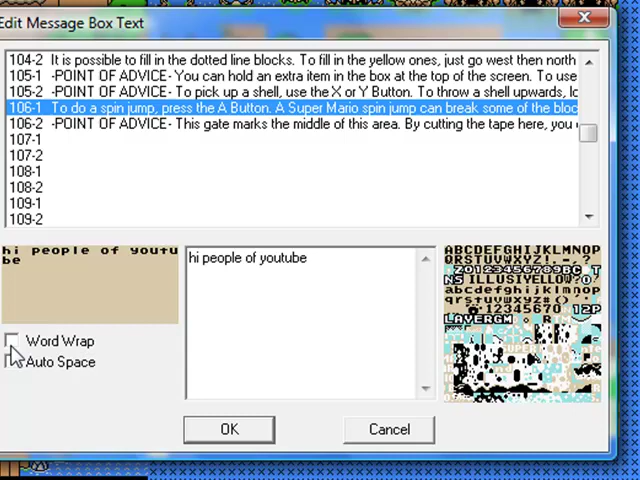 Edit Message Box Text
104-2 It is possible to fill in the dotted line blocks. To fill in the yellow ones, just go west then north
105-1 -POINT OF ADVICE- You can hold an extra item in the box at the top of the screen. To use
105-2 -POINT OF ADVICE- To pick up a shell, use the X or Y Button. To throw a shell upwards, lo
106-1 To do a spin jump, press the A Button. A Super Mario spin jump can break some of the bloc
106-2 -POINT OF ADVICE- This gate marks the middle of this area. By cutting the tape here, you c
107-1
107-2
108-1
108-2
109-1
109-2
hi people of youtu
be
hi people of youtube
ABCDEFGHIJKLMNOP
QRSTUVWXYZ!.-,?
abcdefghijklmnop
Word Wrap
Auto Space
OK
Cancel